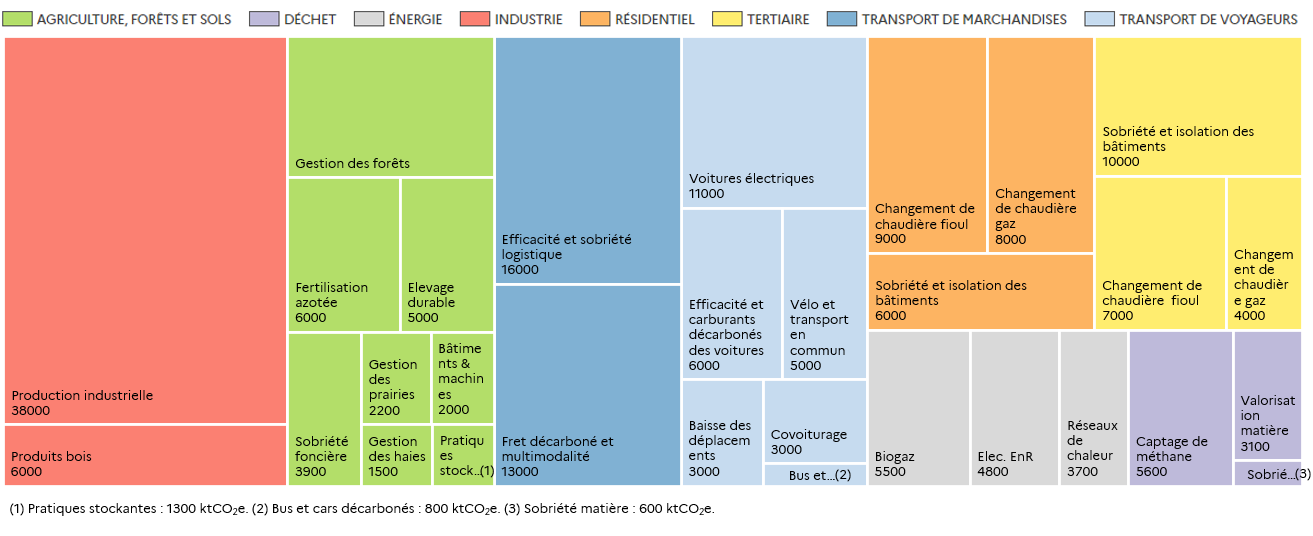 AGRICULTURE, FORÊTS ET SOLS
DÉCHET
ÉNERGIE
INDUSTRIE
RÉSIDENTIEL
TERTIAIRE
TRANSPORT DE MARCHANDISES
TRANSPORT DE VOYAGEURS
Production industrielle
38000
Produits bois
6000
Gestion des forêts
Fertilisation
azotée
6000
Elevage
durable
5000
Sobriété
foncière
3900
Gestion
des
prairies
2200
Bâtime
nts &
machin
es
2000
Gestion
des haies
1500
Pratiqu
es
stock..(1)
Efficacité et sobriété
logistique
16000
Fret décarboné et
multimodalité
13000
Voitures électriques
11000
Efficacité et
carburants
décarbonés
des voitures
6000
Vélo et
transport
en
commun
5000
Baisse des
déplacem
ents
3000
Covoiturage
3000
Bus et...(2)
Changement de
chaudière fioul
9000
Changement
de chaudière
gaz
8000
Sobriété et isolation des
bâtiments
6000
Sobriété et isolation des
bâtiments
10000
Changement de
chaudière fioul
7000
Changem
ent de
chaudièr
e gaz
4000
Biogaz
5500
Elec. EnR
4800
Réseaux
de
chaleur
3700
Captage de
méthane
5600
Valorisat
ion
matière
3100
Sobrié...(3)
(1) Pratiques stockantes : 1300 ktCO₂e. (2) Bus et cars décarbonés : 800 ktCO₂e. (3) Sobriété matière : 600 ktCO₂e.